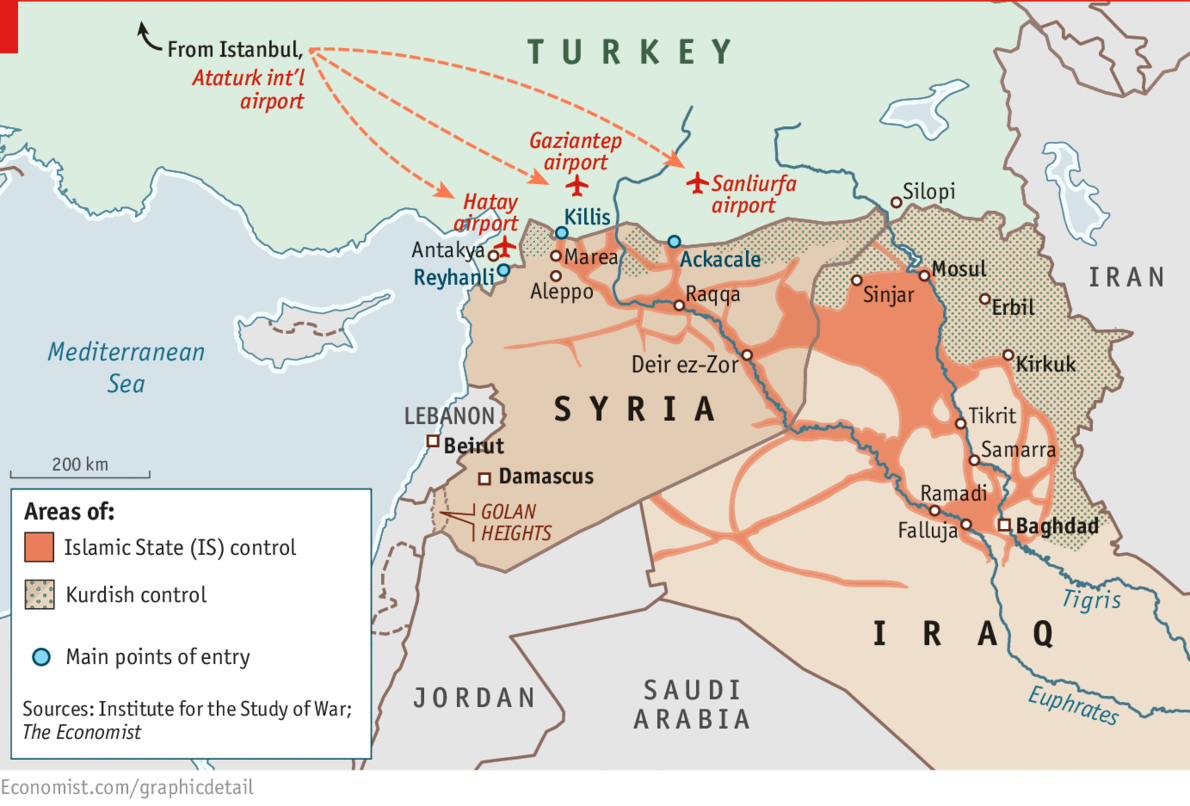 From Istanbul,
Ataturk int'l
airport
TURKEY
Gaziantep
airport
Sanliurfa
airport
Hatay
airport
Silopi
Killis
Antakya
Marea
Ackacale
Reyhanli
Aleppo
Raqqa
Mosul
Sinjar
Erbil
IRAN
Mediterranean
Sea
Deir ez-Zor
Kirkuk
SYRIA
LEBANON
Beirut
Tikrit
Samarra
200 km
Damascus
Ramadi
GOLAN
HEIGHTS
Falluja
Baghdad
Tigris
IRAQ
Euphrates
JORDAN
SAUDI
ARABIA
Areas of:
Islamic State (IS) control
Kurdish control
Main points of entry
Sources: Institute for the Study of War;
The Economist
Economist.com/graphicdetail